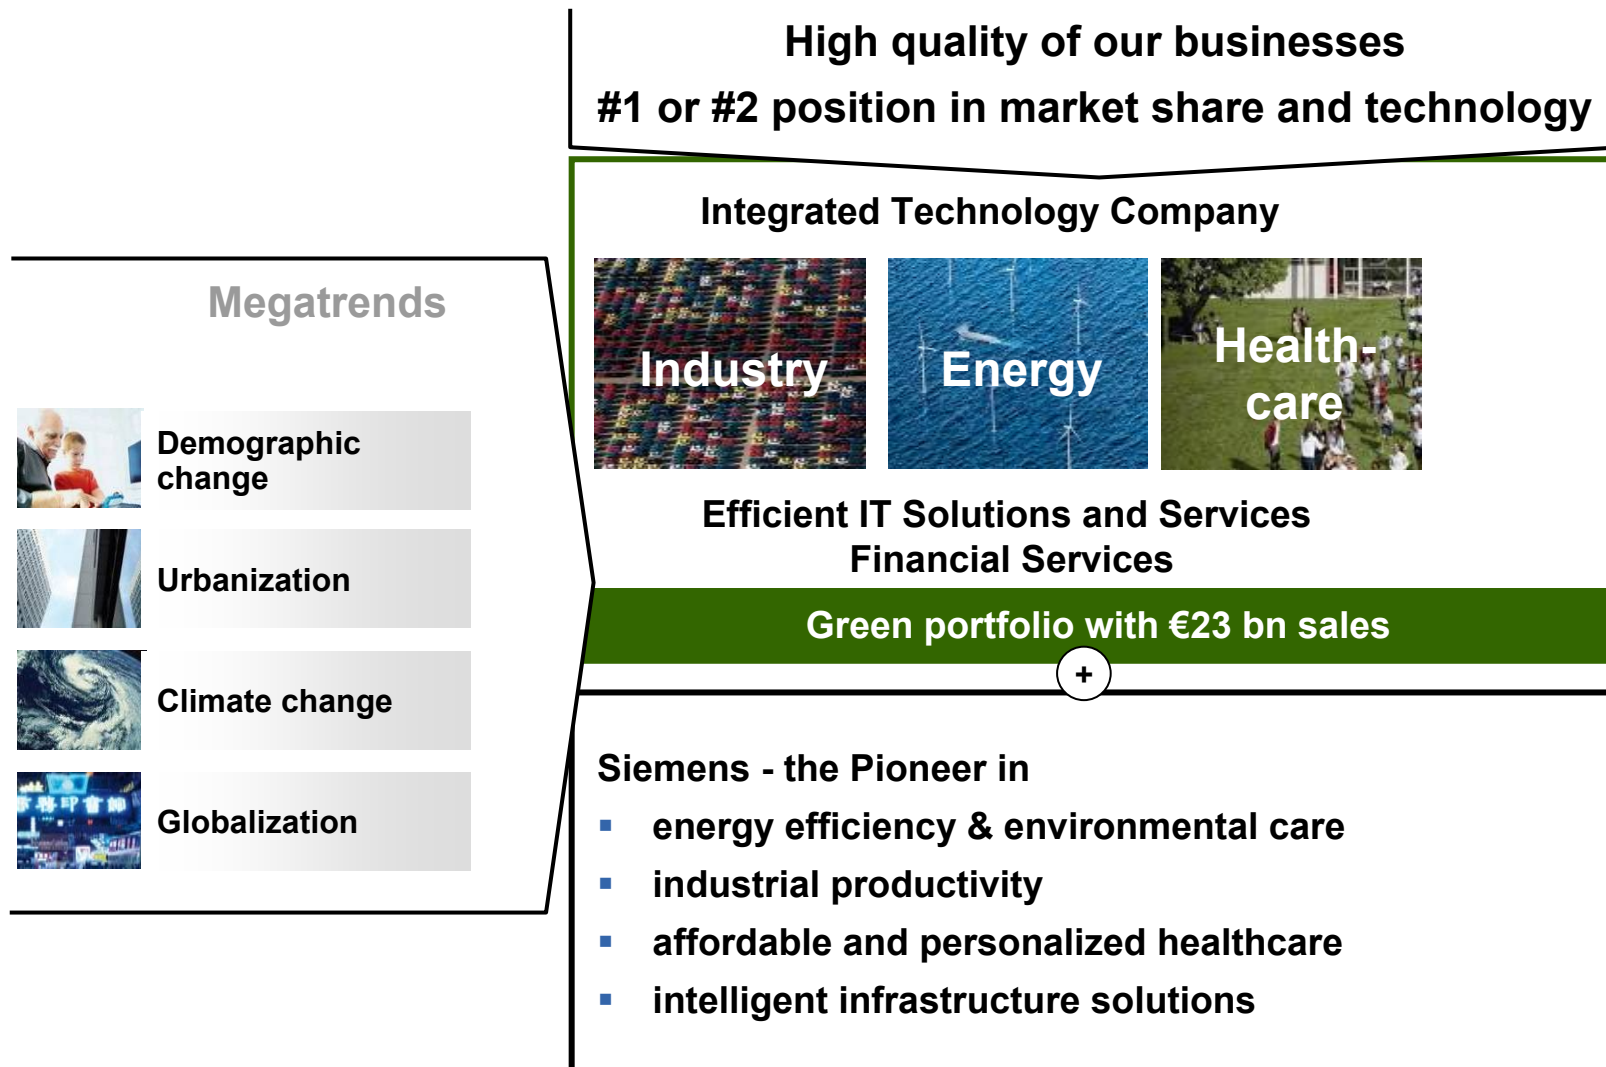 High quality of our businesses
#1 or #2 position in market share and technology
Integrated Technology Company
Industry
Energy
Health-
care
Efficient IT Solutions and Services
Financial Services
Green portfolio with €23 bn sales
+
Megatrends
Demographic
change
Urbanization
Climate change
Globalization
Siemens - the Pioneer in
▪ energy efficiency & environmental care
▪ industrial productivity
▪ affordable and personalized healthcare
▪ intelligent infrastructure solutions